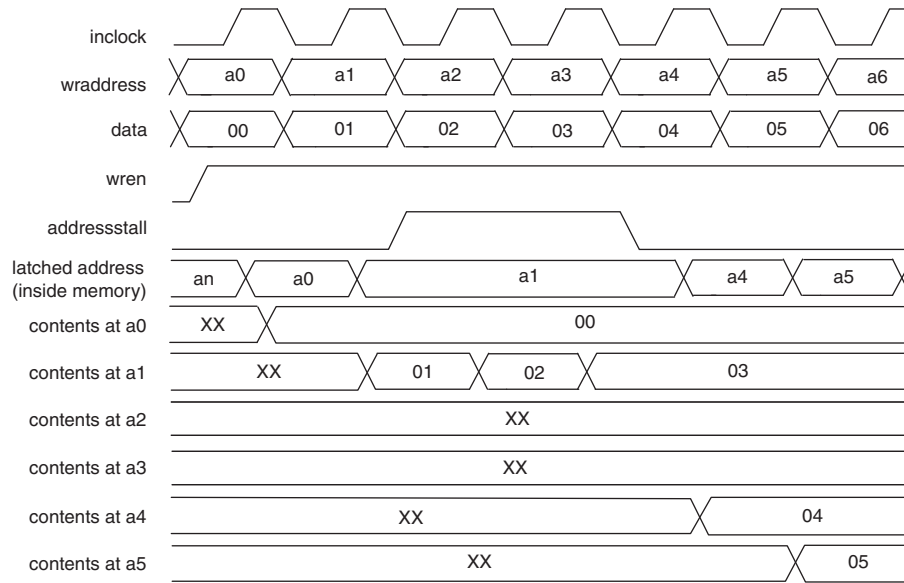 inclock
wraddress a0 a1 a2 a3 a4 a5 a6
data 00 01 02 03 04 05 06
wren
addressstall
latched address
(inside memory) an a0 a1 a4 a5
contents at a0 XX 00
contents at a1 XX 01 02 03
contents at a2 XX
contents at a3 XX
contents at a4 XX 04
contents at a5 XX 05